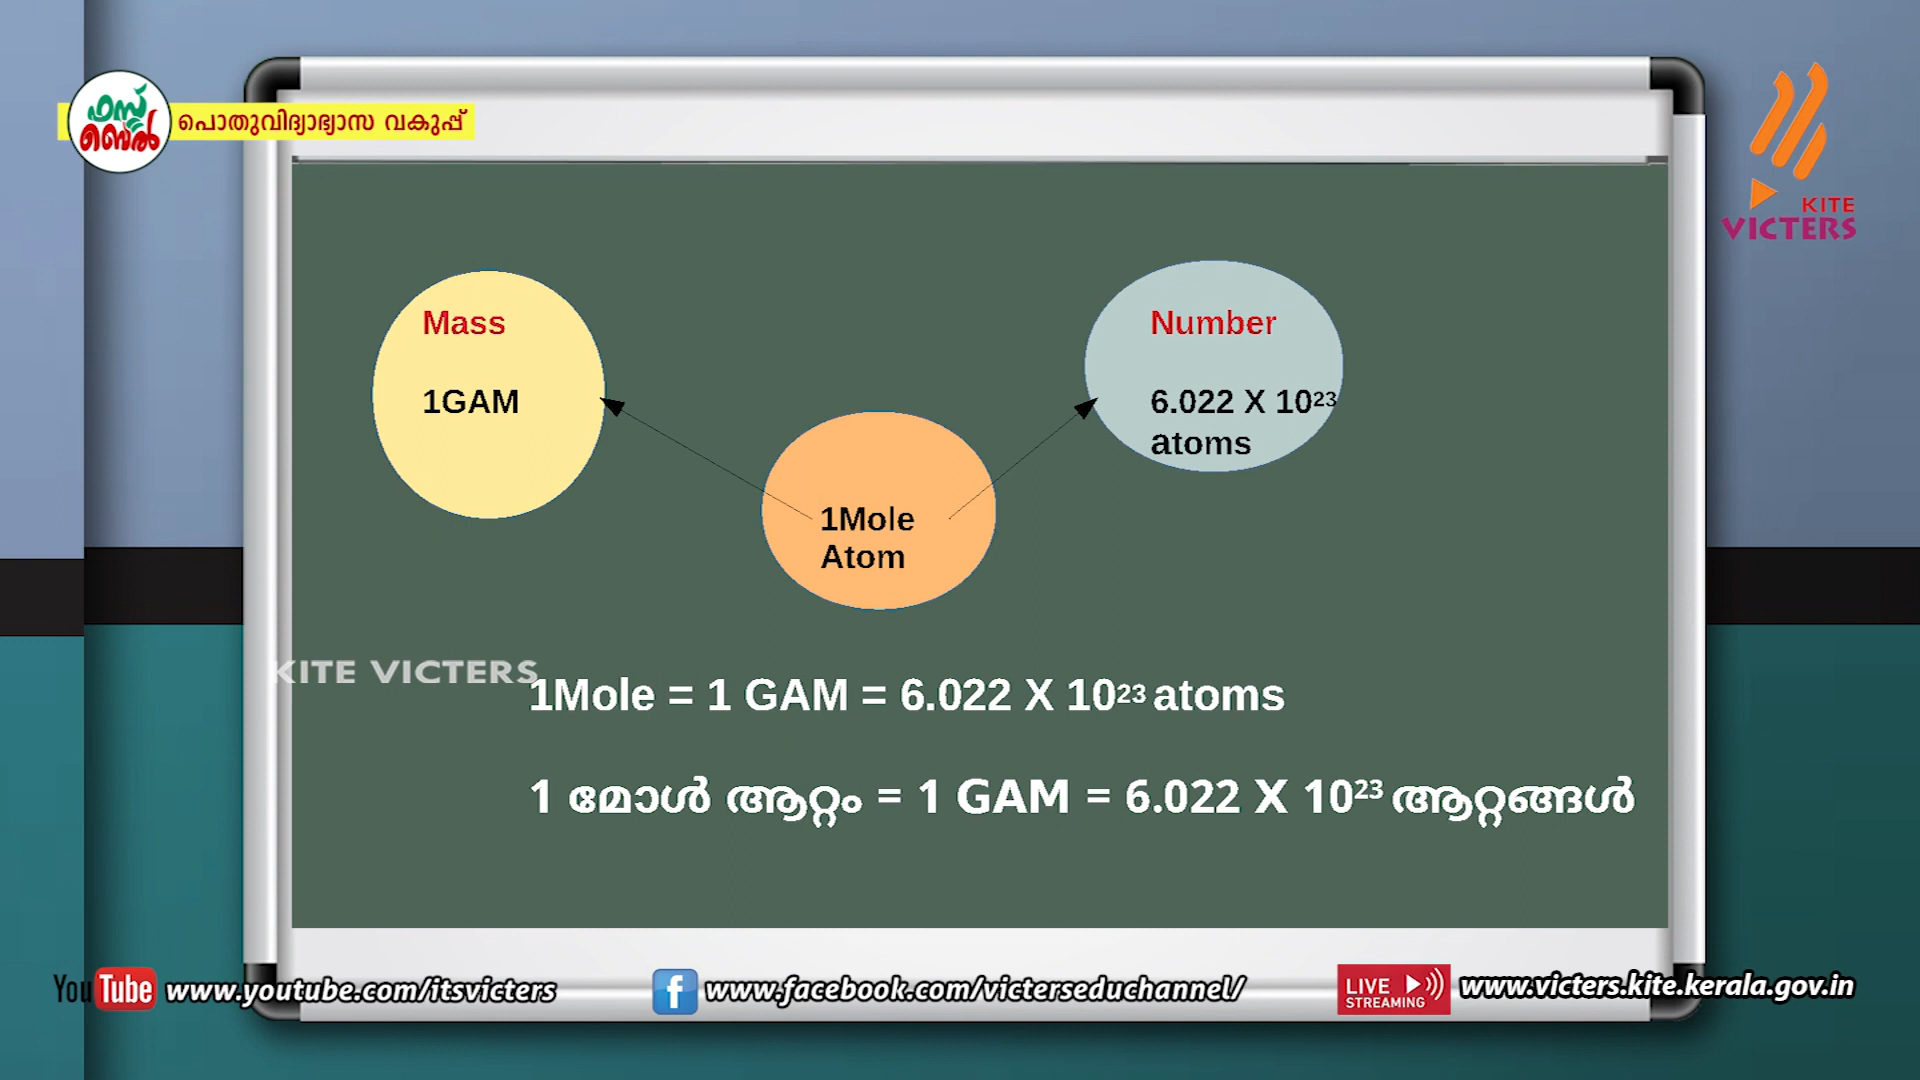 ഫസ്റ്റ്
ബെൽ
പൊതുവിദ്യാഭ്യാസ വകുപ്പ്
KITE
VICTERS
Mass
1GAM
Number
6.022 X 10²³
atoms
1Mole
Atom
KITE VICTERS
1Mole = 1 GAM = 6.022 X 10²³ atoms
1 മോൾ ആറ്റം = 1 GAM = 6.022 X 10²³ ആറ്റങ്ങൾ
YouTube www.youtube.com/itsvicters
f www.facebook.com/victerseduchannel/
LIVE
STREAMING
www.victers.kite.kerala.gov.in